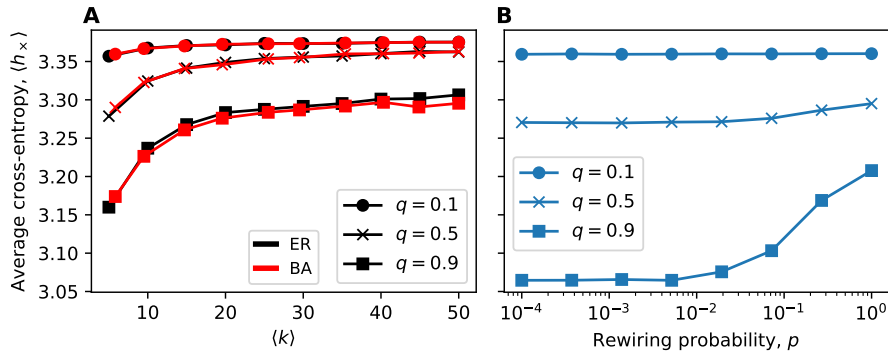 A
B
Average cross-entropy, ⟨h×⟩
3.35
3.30
3.25
3.20
3.15
3.10
3.05
ER
BA
q = 0.1
q = 0.5
q = 0.9
10
20
30
40
50
⟨k⟩
q = 0.1
q = 0.5
q = 0.9
10⁻⁴
10⁻³
10⁻²
10⁻¹
10⁰
Rewiring probability, p